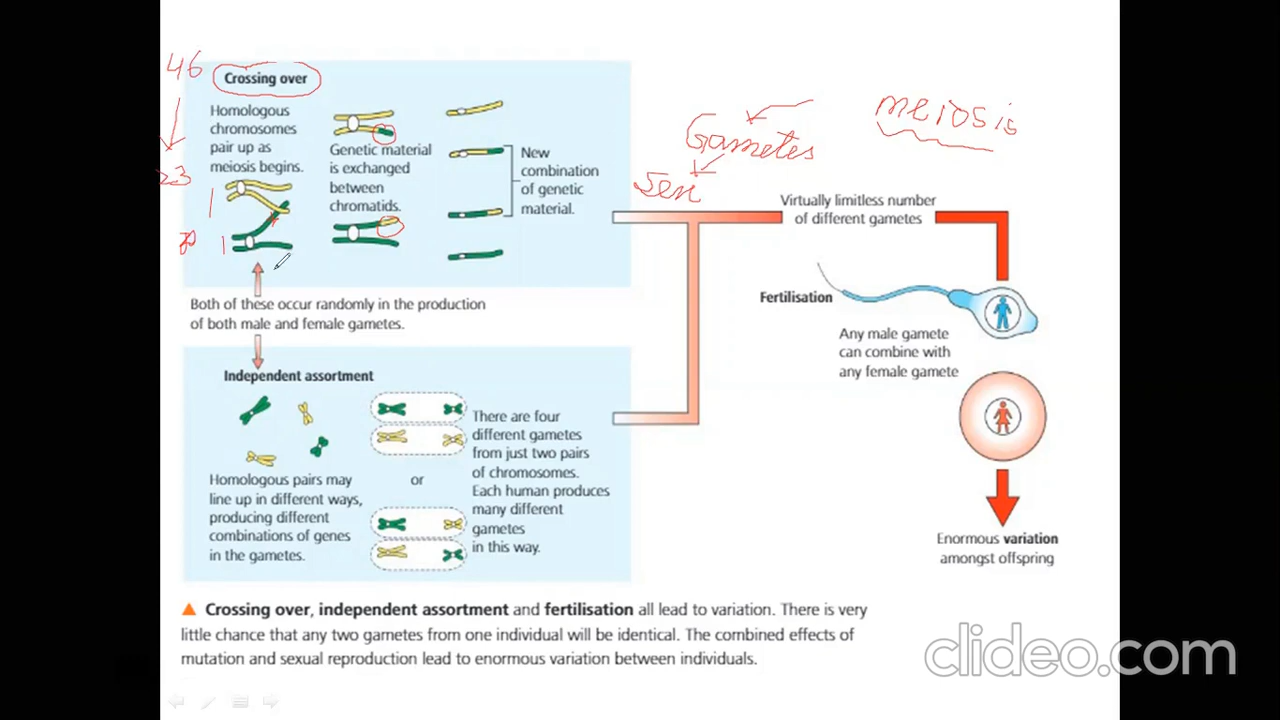 46
Crossing over
Homologous
chromosomes
pair up as
meiosis begins.
23
1
1
Genetic material
is exchanged
between
chromatids.
New
combination
of genetic
material.
Gametes
meiosis
Virtually limitless number
of different gametes
Fertilisation
Any male gamete
can combine with
any female gamete
Both of these occur randomly in the production
of both male and female gametes.
Independent assortment
Homologous pairs may
line up in different ways,
producing different
combinations of genes
in the gametes.
or
There are four
different gametes
from just two pairs
of chromosomes.
Each human produces
many different
gametes
in this way.
Enormous variation
amongst offspring
Crossing over, independent assortment and fertilisation all lead to variation. There is very
little chance that any two gametes from one individual will be identical. The combined effects of
mutation and sexual reproduction lead to enormous variation between individuals.
clideo.com